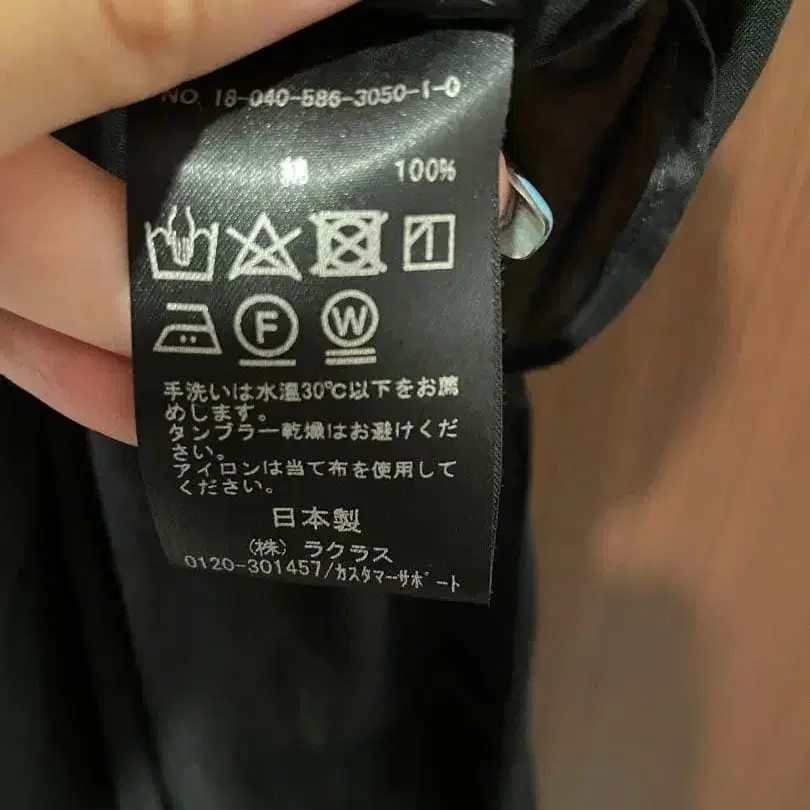 NO. 18-040-586-3050-1-0
綿 100%
F W
手洗いは水温30℃以下をお薦
めします。
タンブラー乾燥はお避けくだ
さい。
アイロンは当て布を使用して
ください。
日本製
(株) ラクラス
0120-301457/ｶｽﾀﾏｰｻﾎﾟｰﾄ